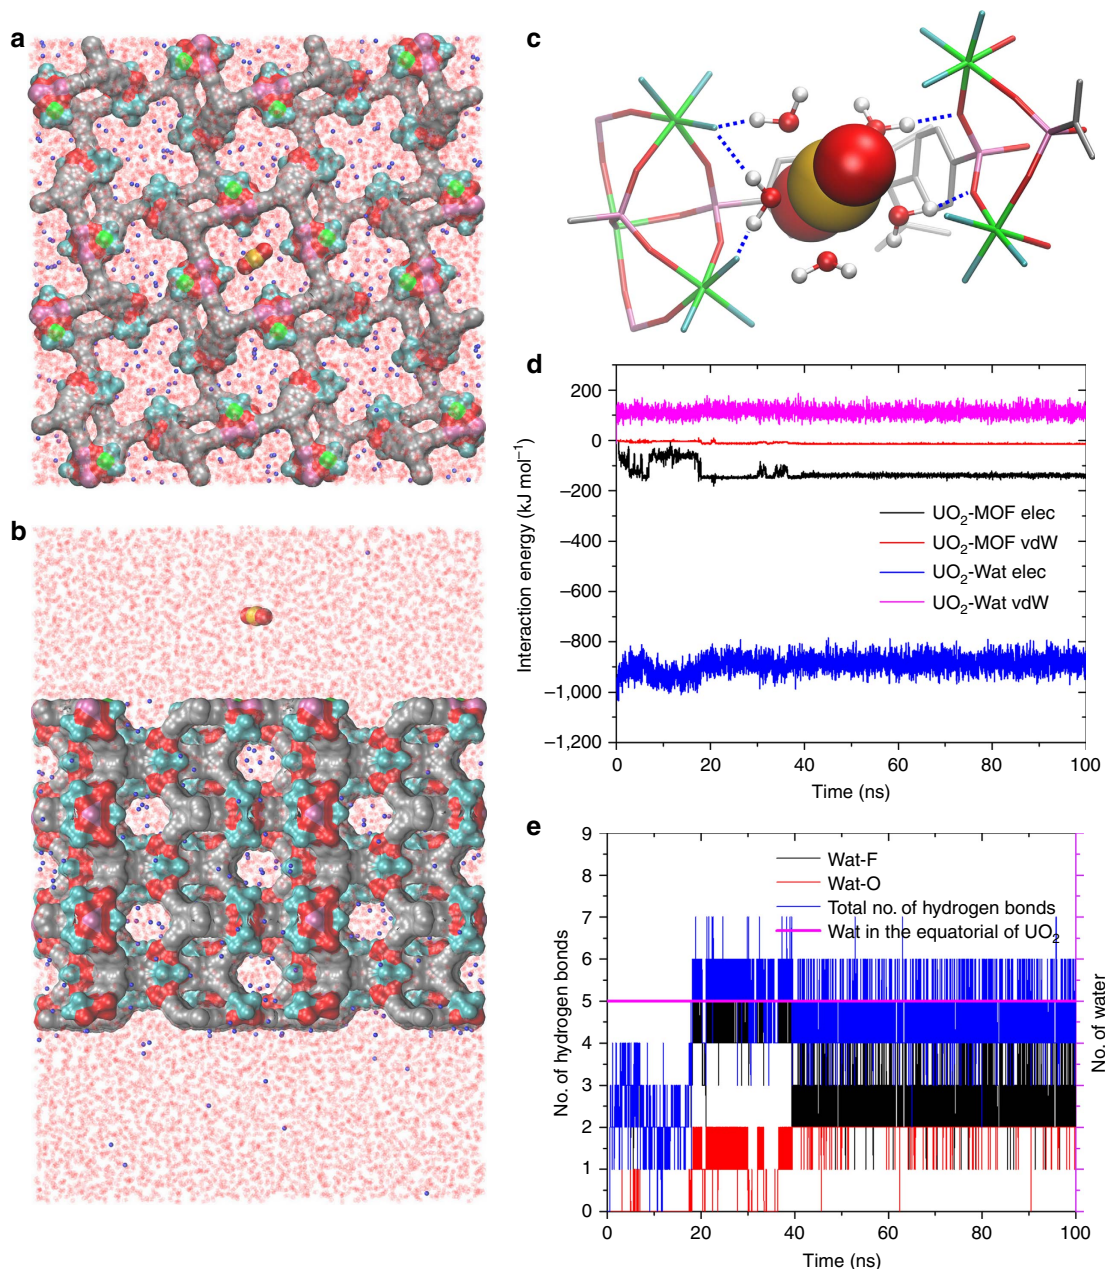 a
c
b
d
300
200
0
−200
−400
−600
−800
−1,000
−1,200
Interaction energy (kJ mol−1)
UO2-MOF elec
UO2-MOF vdW
UO2-Wat elec
UO2-Wat vdW
0 20 40 60 80 100
Time (ns)
e
9
8
7
6
5
4
3
2
1
0
No. of hydrogen bonds
Wat-F
Wat-O
Total no. of hydrogen bonds
Wat in the equatorial of UO2
No. of water
0 20 40 60 80 100
Time (ns)